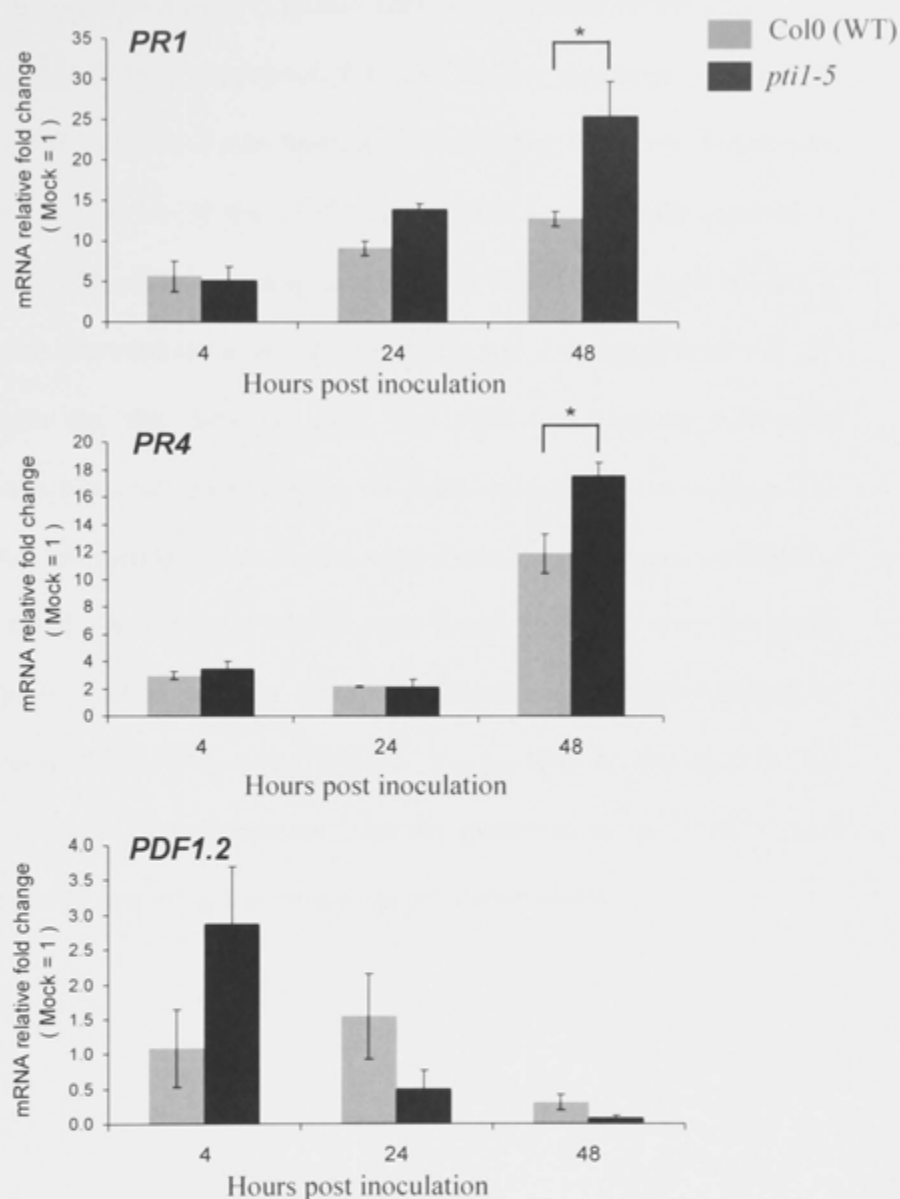 PR1
Col0 (WT)
pti1-5
mRNA relative fold change
( Mock = 1 )
35
30
25
20
15
10
5
0
*
4 24 48
Hours post inoculation
PR4
mRNA relative fold change
( Mock = 1 )
20
18
16
14
12
10
8
6
4
2
0
*
4 24 48
Hours post inoculation
PDF1.2
mRNA relative fold change
( Mock = 1 )
4.0
3.5
3.0
2.5
2.0
1.5
1.0
0.5
0.0
4 24 48
Hours post inoculation